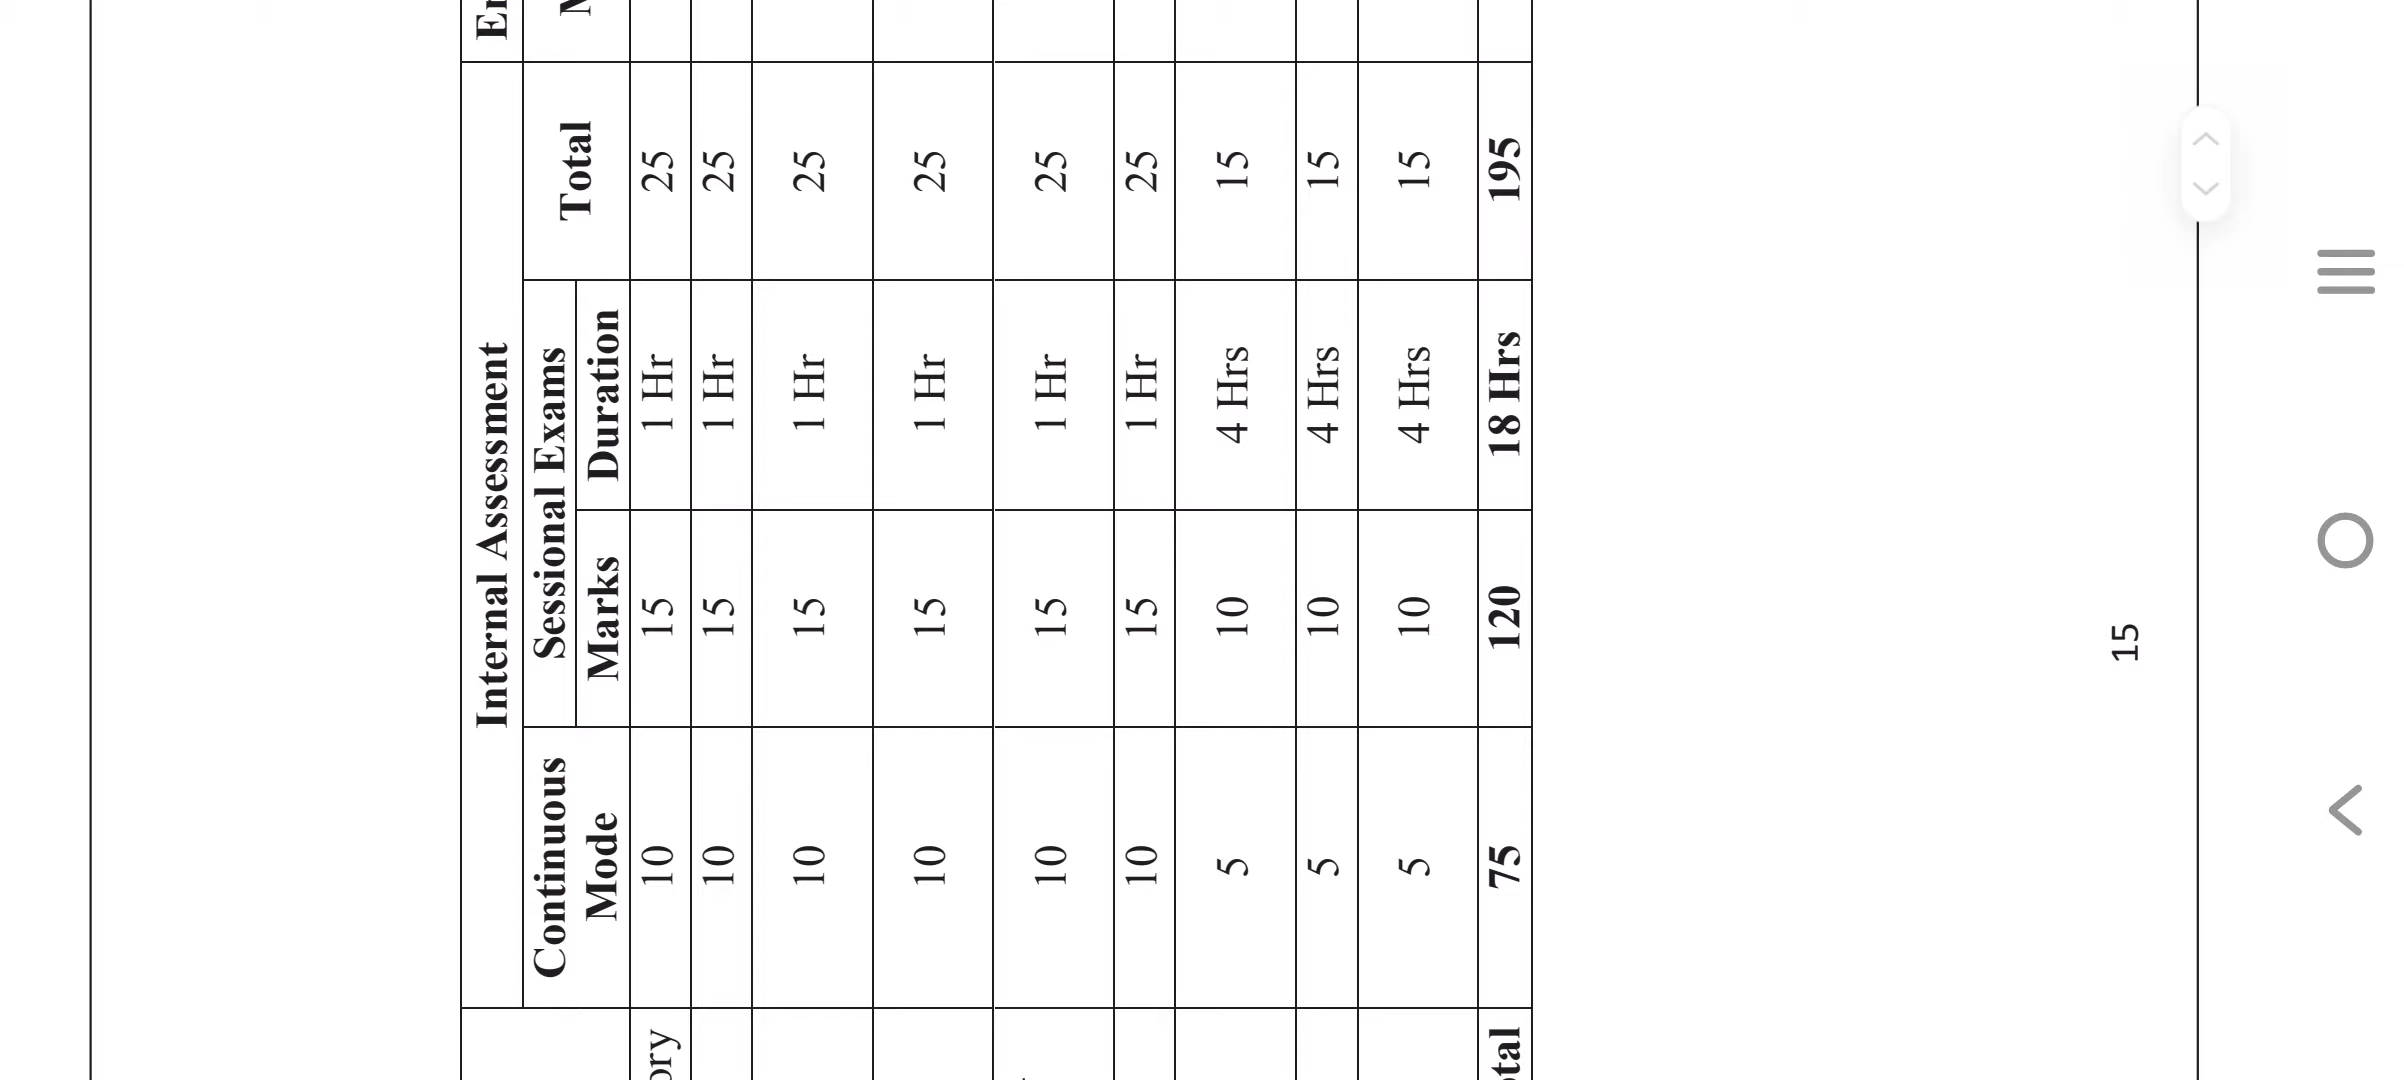 Internal Assessment
Continuous Mode
Sessional Exams
Total
Marks
Duration
10 15 1 Hr 25
10 15 1 Hr 25
10 15 1 Hr 25
10 15 1 Hr 25
10 15 1 Hr 25
10 15 1 Hr 25
5 10 4 Hrs 15
5 10 4 Hrs 15
5 10 4 Hrs 15
75 120 18 Hrs 195
15